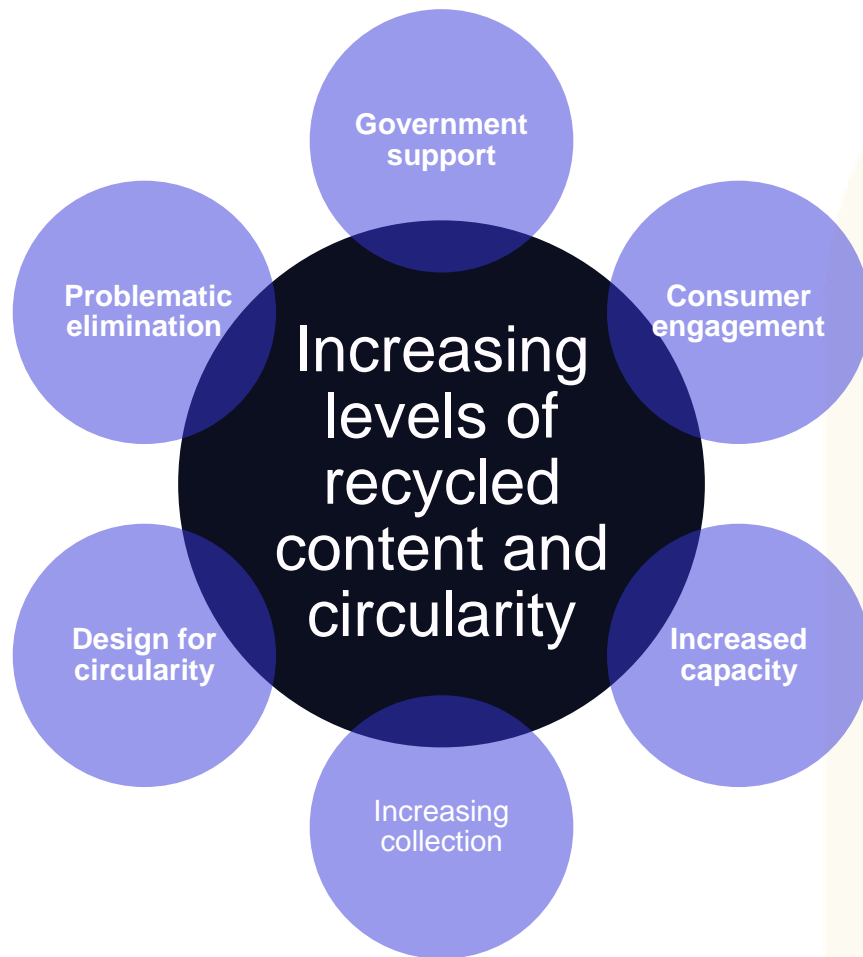 Government
support
Consumer
engagement
Increased
capacity
Increasing
collection
Design for
circularity
Problematic
elimination
Increasing
levels of
recycled
content and
circularity